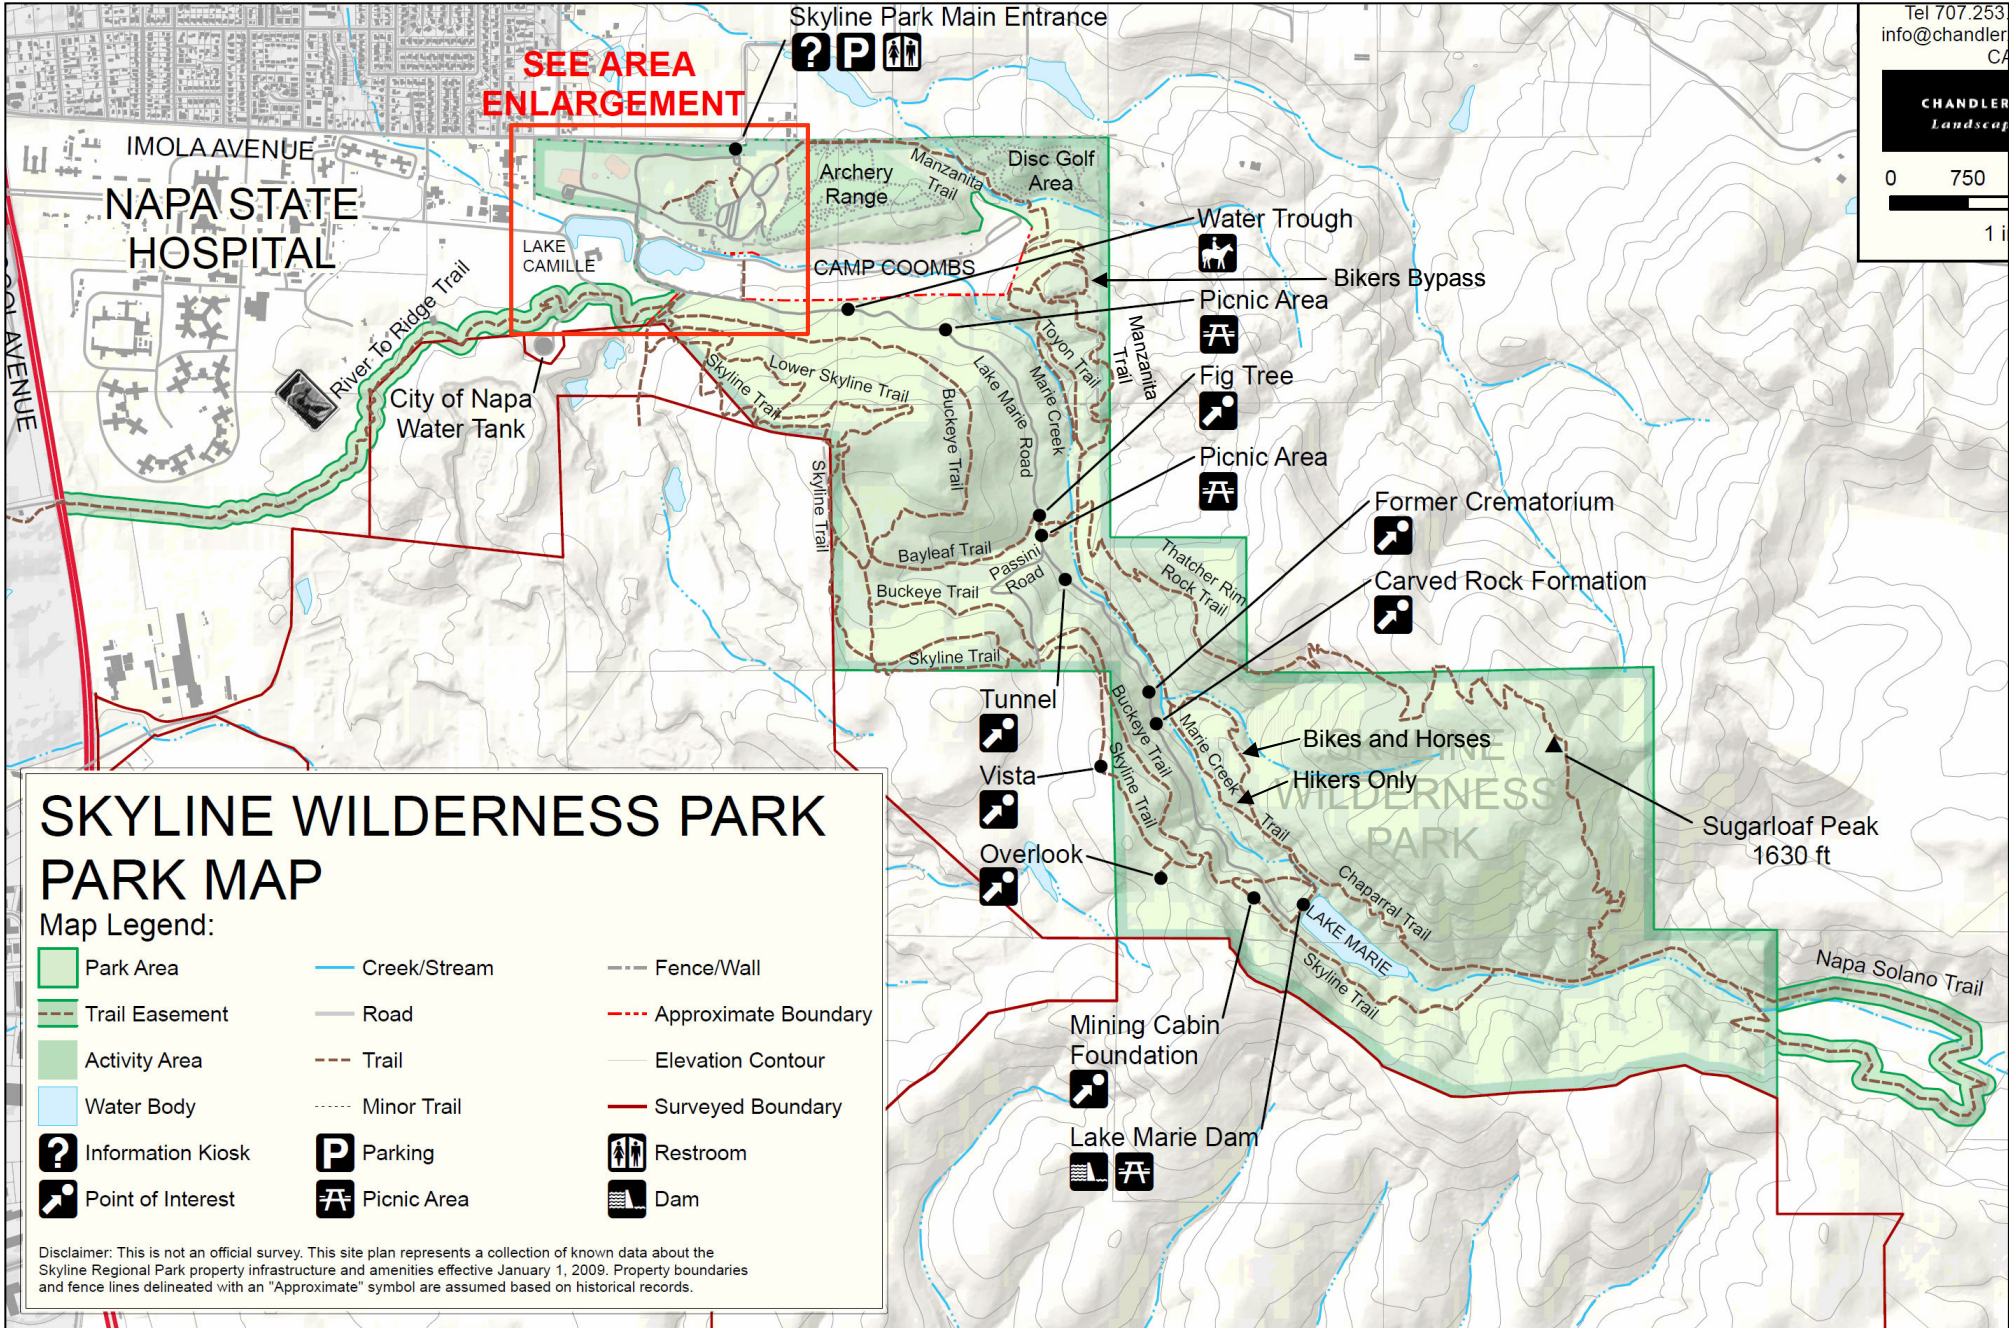 Skyline Park Main Entrance
? P
SEE AREA
ENLARGEMENT
Tel 707.253
info@chandler
CA
CHANDLER
Landscap
0 750
1 i
IMOLA AVENUE
NAPA STATE
HOSPITAL
Archery
Range
Manzanita
Trail
Disc Golf
Area
Water Trough
LAKE
CAMILLE
CAMP COOMBS
Bikers Bypass
Picnic Area
River To Ridge Trail
City of Napa
Water Tank
Skyline Trail
Lower Skyline Trail
Buckeye Trail
Lake Marie Road
Marie Creek
Toyon Trail
Manzanita
Trail
Fig Tree
Picnic Area
Former Crematorium
Skyline Trail
Bayleaf Trail
Passini
Road
Thatcher Rim
Rock Trail
Carved Rock Formation
Buckeye Trail
Skyline Trail
Tunnel
Buckeye Trail
Skyline Trail
Marie Creek
Trail
Bikes and Horses
Hikers Only
WILDERNESS
PARK
Vista
Overlook
Sugarloaf Peak
1630 ft
Chaparral Trail
LAKE MARIE
Skyline Trail
Napa Solano Trail
Mining Cabin
Foundation
Lake Marie Dam
SKYLINE WILDERNESS PARK
PARK MAP
Map Legend:
Park Area
Creek/Stream
Fence/Wall
Trail Easement
Road
Approximate Boundary
Activity Area
Trail
Elevation Contour
Water Body
Minor Trail
Surveyed Boundary
? Information Kiosk
P Parking
Restroom
Point of Interest
Picnic Area
Dam
Disclaimer: This is not an official survey. This site plan represents a collection of known data about the
Skyline Regional Park property infrastructure and amenities effective January 1, 2009. Property boundaries
and fence lines delineated with an "Approximate" symbol are assumed based on historical records.